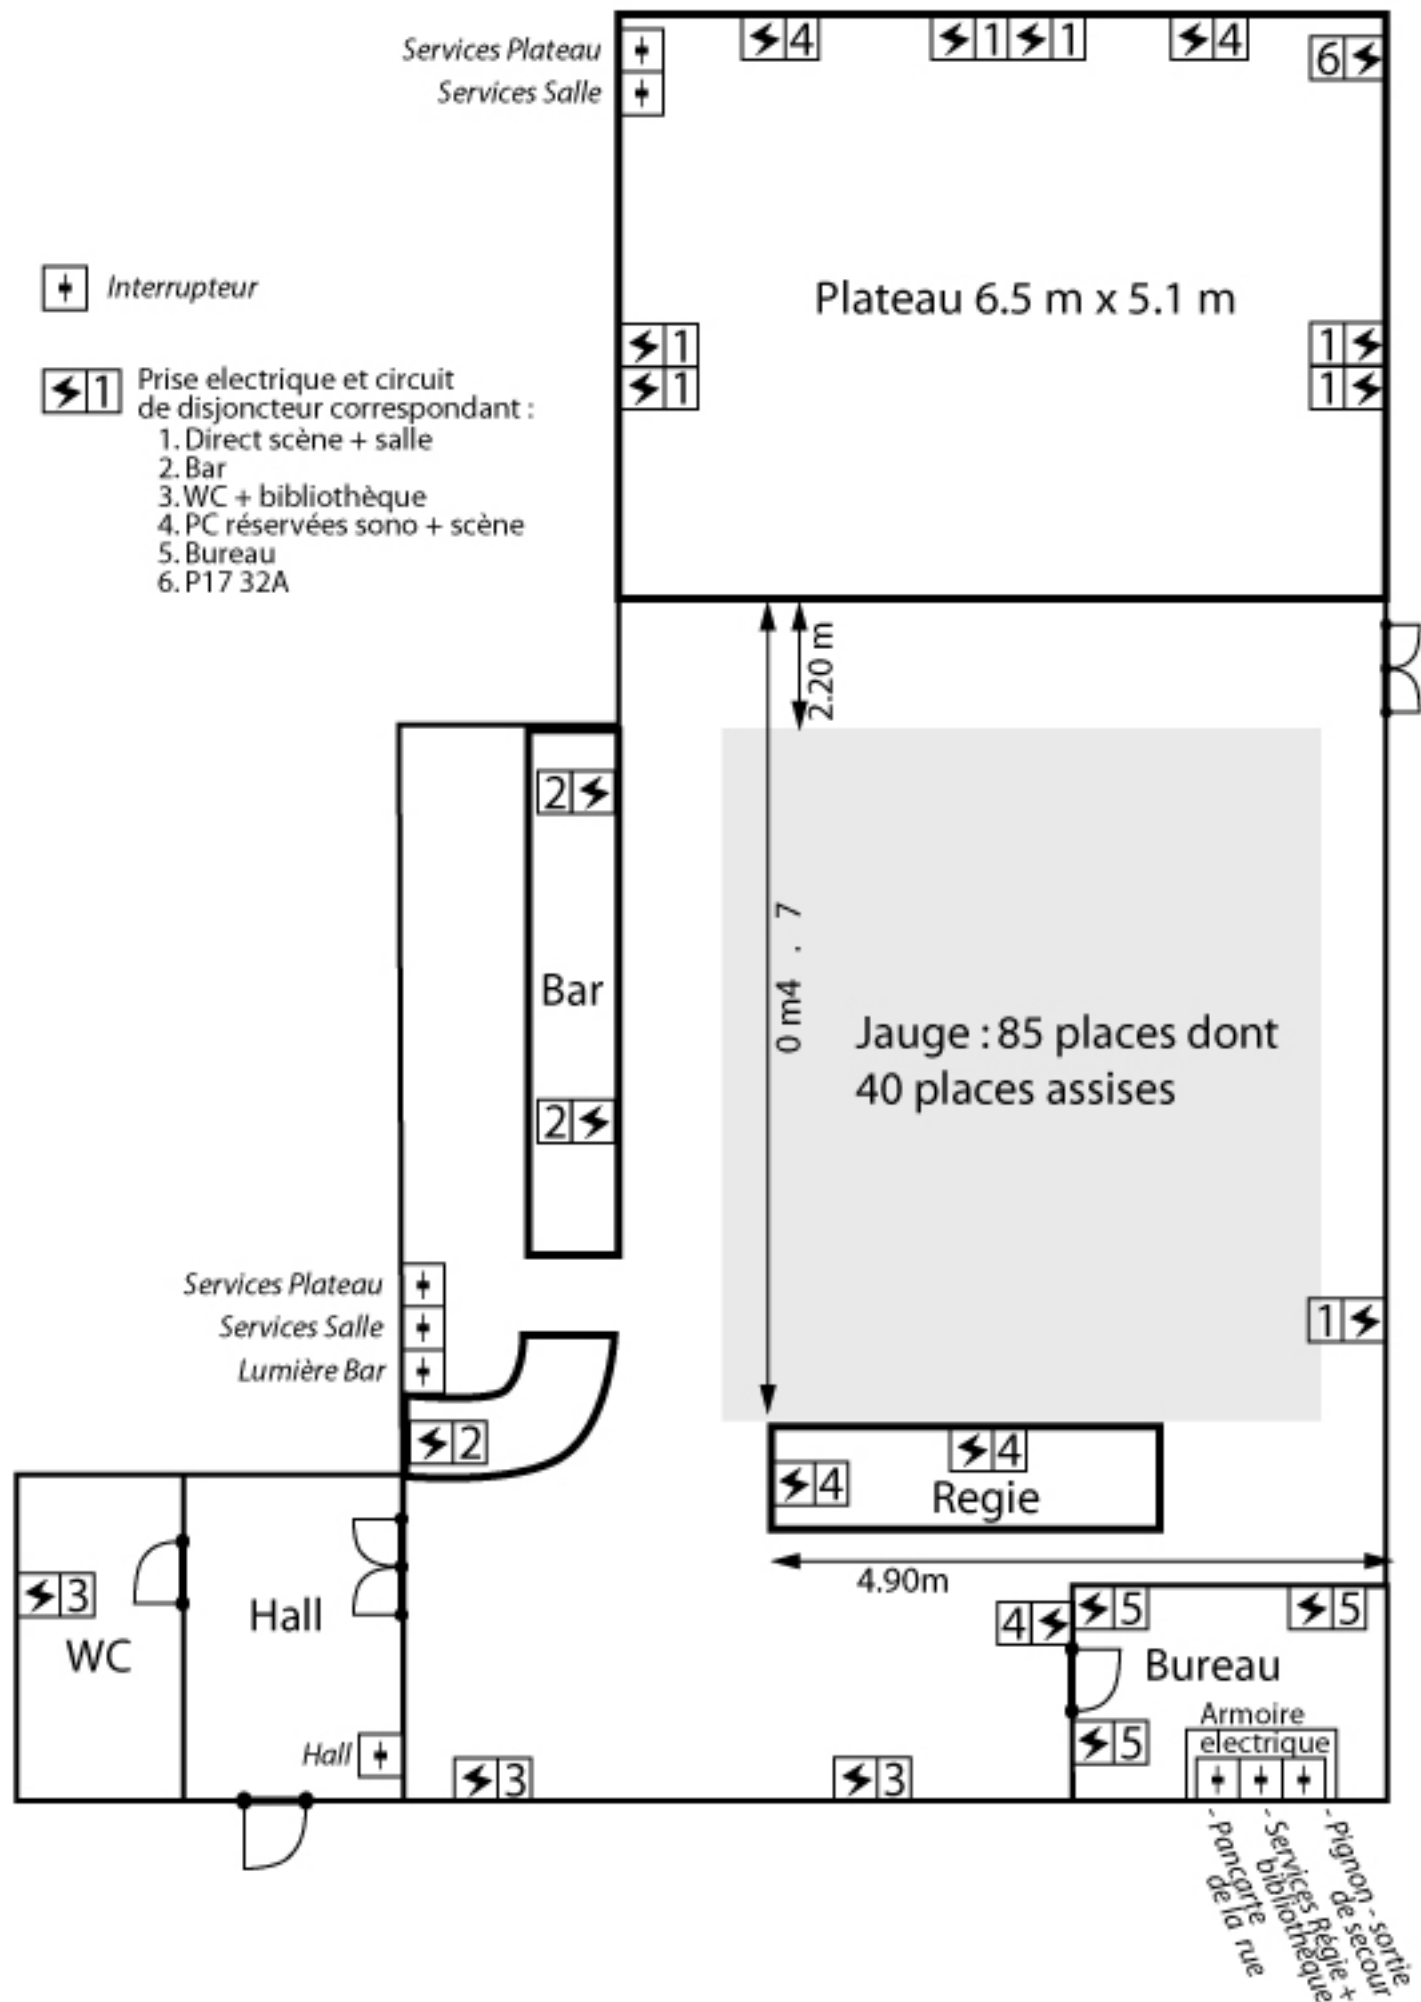 Services Plateau
Services Salle
4
1
1
4
6
Interrupteur
Plateau 6.5 m x 5.1 m
1
1
1
1
1 Prise electrique et circuit
de disjoncteur correspondant :
1. Direct scène + salle
2. Bar
3. WC + bibliothèque
4. PC réservées sono + scène
5. Bureau
6. P17 32A
2.20 m
2
0 m4 . 7
Bar
Jauge : 85 places dont
40 places assises
2
Services Plateau
Services Salle
Lumière Bar
1
2
4
4
Regie
4.90m
3
WC
Hall
4
5
5
Bureau
Armoire
electrique
5
Hall
3
3
- Pancarte
de la rue
- Services Régie +
bibliothèque
- Pignon - sortie
de secour